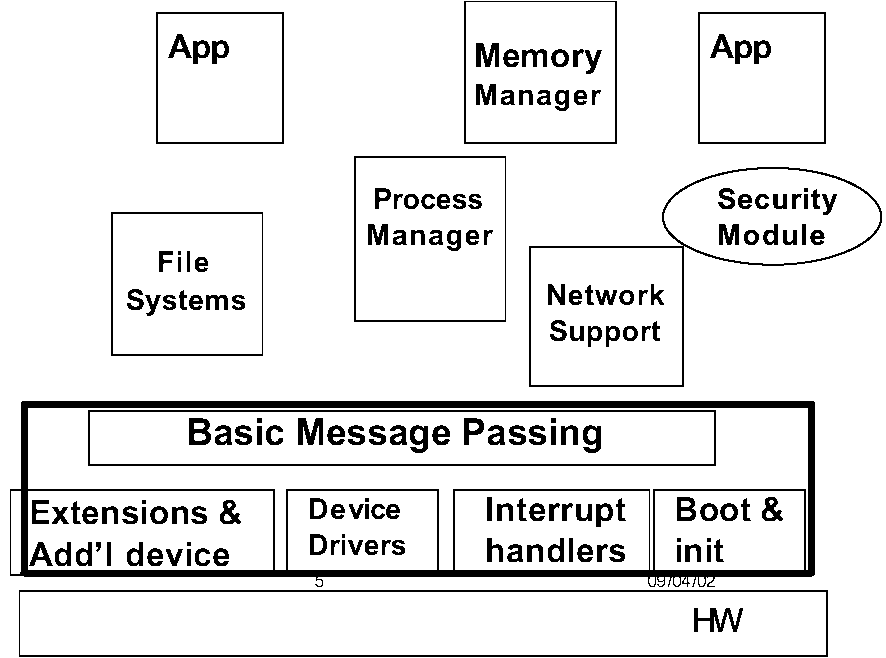 App
Memory
Manager
App
Process
Manager
Security
Module
File
Systems
Network
Support
Basic Message Passing
Extensions &
Add'l device
Device
Drivers
Interrupt
handlers
Boot &
init
5
09/04/02
HW